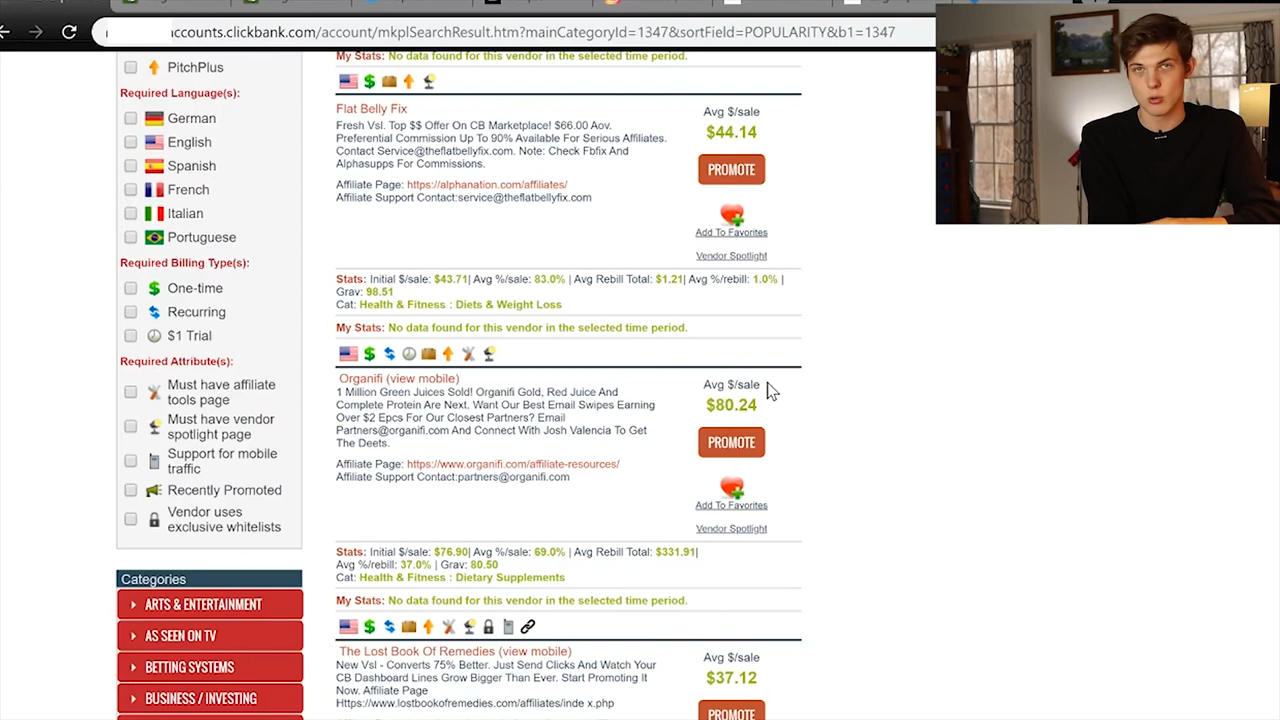 accounts.clickbank.com/account/mkplSearchResult.htm?mainCategoryId=1347&sortField=POPULARITY&b1=1347
PitchPlus
Required Language(s):
German
English
Spanish
French
Italian
Portuguese
Required Billing Type(s):
One-time
Recurring
$1 Trial
Required Attribute(s):
Must have affiliate
tools page
Must have vendor
spotlight page
Support for mobile
traffic
Recently Promoted
Vendor uses
exclusive whitelists
Categories
ARTS & ENTERTAINMENT
AS SEEN ON TV
BETTING SYSTEMS
BUSINESS / INVESTING
My Stats: No data found for this vendor in the selected time period.
Flat Belly Fix
Fresh Vsl. Top $$ Offer On CB Marketplace! $66.00 Aov.
Preferential Commission Up To 90% Available For Serious Affiliates.
Contact Service@theflatbellyfix.com. Note: Check Fbfix And
Alphasupps For Commissions.
Affiliate Page: https://alphanation.com/affiliates/
Affiliate Support Contact:service@theflatbellyfix.com
Avg $/sale
$44.14
PROMOTE
Add To Favorites
Vendor Spotlight
Stats: Initial $/sale: $43.71| Avg %/sale: 83.0% | Avg Rebill Total: $1.21| Avg %/rebill: 1.0% |
Grav: 98.51
Cat: Health & Fitness : Diets & Weight Loss
My Stats: No data found for this vendor in the selected time period.
Organifi (view mobile)
1 Million Green Juices Sold! Organifi Gold, Red Juice And
Complete Protein Are Next. Want Our Best Email Swipes Earning
Over $2 Epcs For Our Closest Partners? Email
Partners@organifi.com And Connect With Josh Valencia To Get
The Deets.
Affiliate Page: https://www.organifi.com/affiliate-resources/
Affiliate Support Contact:partners@organifi.com
Avg $/sale
$80.24
PROMOTE
Add To Favorites
Vendor Spotlight
Stats: Initial $/sale: $76.90| Avg %/sale: 69.0% | Avg Rebill Total: $331.91|
Avg %/rebill: 37.0% | Grav: 80.50
Cat: Health & Fitness : Dietary Supplements
My Stats: No data found for this vendor in the selected time period.
The Lost Book Of Remedies (view mobile)
New Vsl - Converts 75% Better. Just Send Clicks And Watch Your
CB Dashboard Lines Grow Bigger Than Ever. Start Promoting It
Now. Affiliate Page
Https://www.lostbookofremedies.com/affiliates/inde x.php
Avg $/sale
$37.12
PROMOTE